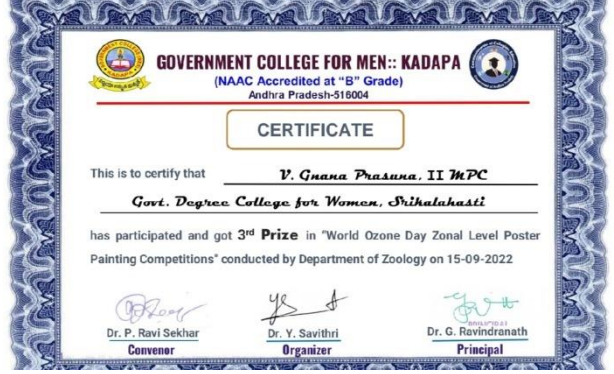 GOVERNMENT COLLEGE FOR MEN:: KADAPA
(NAAC Accredited at "B" Grade)
Andhra Pradesh-516004
CERTIFICATE
This is to certify that V. Gnana Prasuna, II MPC
Govt. Degree College for Women, Srikalahasti
has participated and got 3rd Prize in "World Ozone Day Zonal Level Poster
Painting Competitions" conducted by Department of Zoology on 15-09-2022
Dr. P. Ravi Sekhar Dr. Y. Savithri Dr. G. Ravindranath
Convenor Organizer Principal